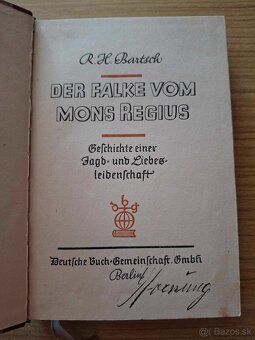 R. H. Bartsch
DER FALKE VOM
MONS REGIUS
Geschichte einer
Jagd- und Liebes-
leidenschaft
dbg
Deutsche Buch-Gemeinschaft. GmbH
Berlin
Bazos.sk